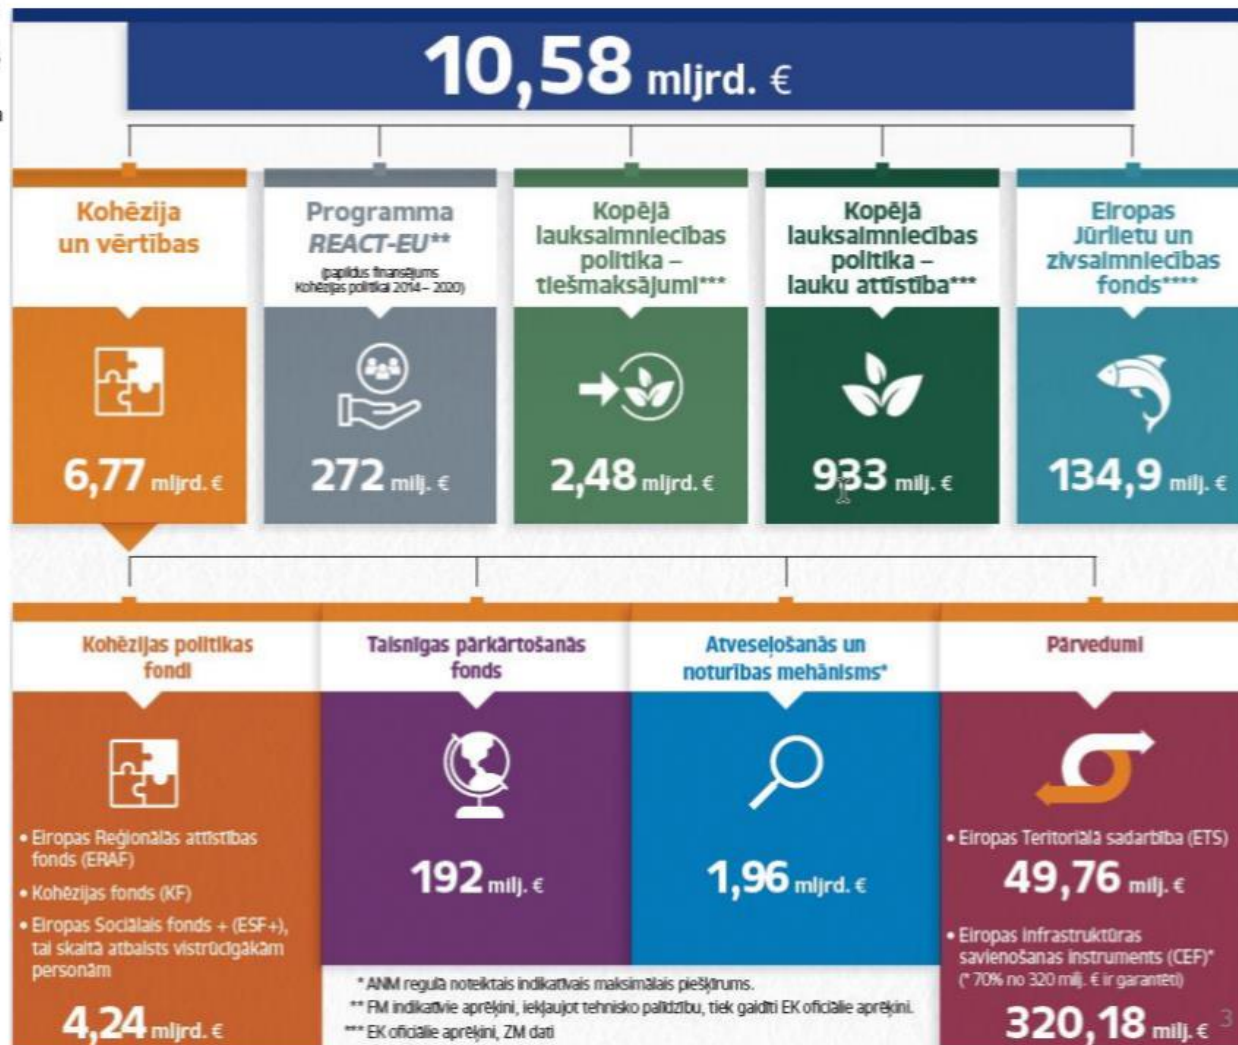 10,58 mljrd. €
Kohēzija
un vērtības
6,77 mljrd. €
Programma
REACT-EU**
(papildus finansējums
Kohēzijas politikai 2014 – 2020)
272 milj. €
Kopējā
lauksaimniecības
politika –
tiešmaksājumi***
2,48 mljrd. €
Kopējā
lauksaimniecības
politika –
lauku attīstība***
933 milj. €
Eiropas
Jūrlietu un
zivsaimniecības
fonds****
134,9 milj. €
Kohēzijas politikas
fondi
• Eiropas Reģionālās attīstības
fonds (ERAF)
• Kohēzijas fonds (KF)
• Eiropas Sociālais fonds + (ESF+),
tai skaitā atbalsts vistrūcīgākām
personām
4,24 mljrd. €
Taisnīgas pārkārtošanās
fonds
192 milj. €
Atveseļošanās un
noturības mehānisms*
1,96 mljrd. €
Pārvedumi
• Eiropas Teritoriālā sadarbība (ETS)
49,76 milj. €
• Eiropas infrastruktūras
savienošanas instruments (CEF)*
(* 70% no 320 milj. € ir garantēti)
320,18 milj. €
* ANM regulā noteiktais indikatīvais maksimālais piešķīrums.
** FM indikatīvie aprēķini, iekļaujot tehnisko palīdzību, tiek gaidīti EK oficiālie aprēķini.
*** EK oficiālie aprēķini, ZM dati
3